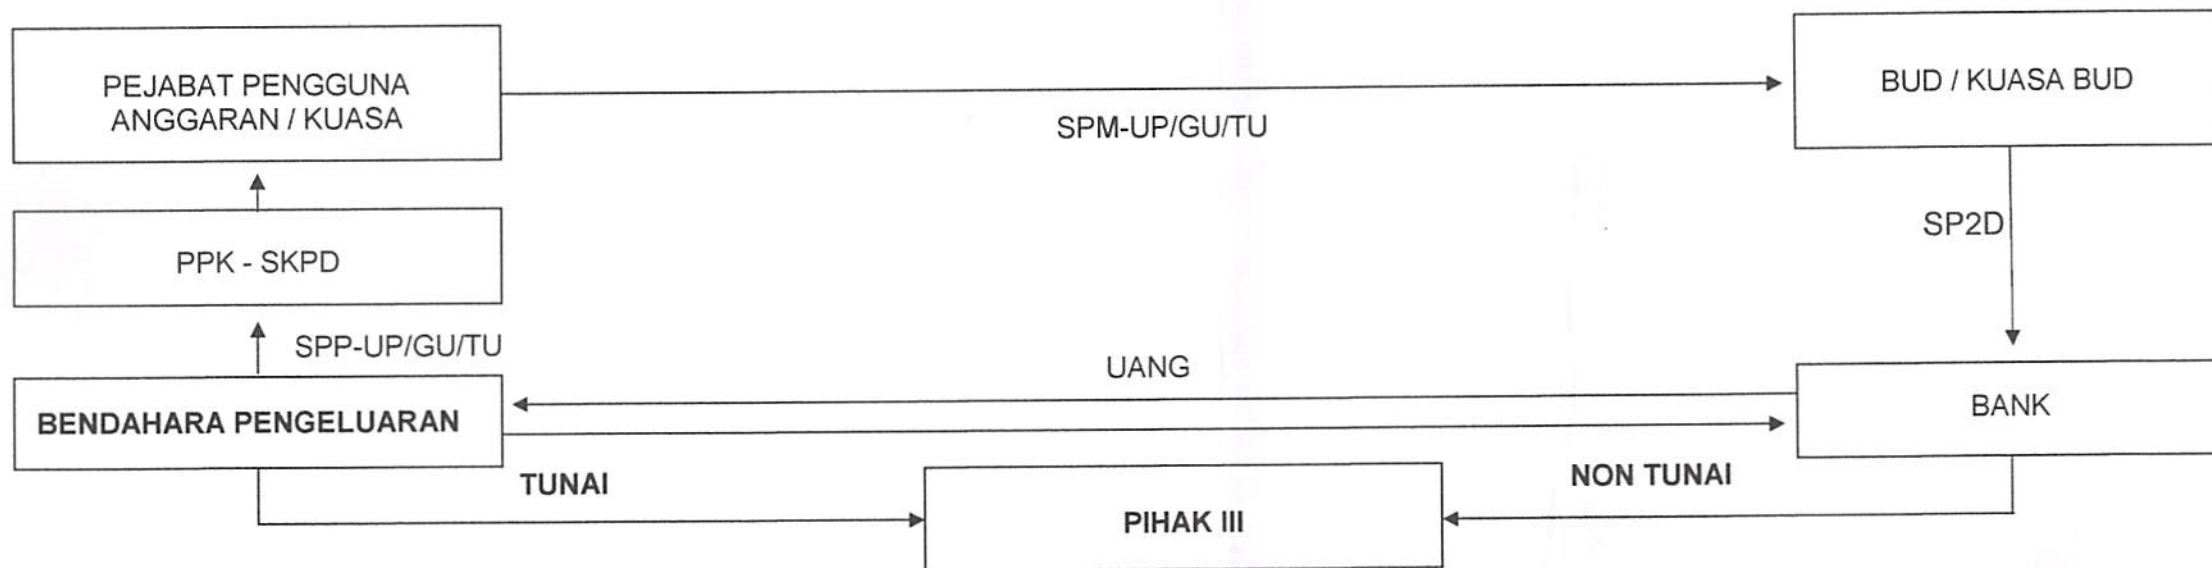 PEJABAT PENGGUNA
ANGGARAN / KUASA
BUD / KUASA BUD
SPM-UP/GU/TU
SP2D
PPK - SKPD
SPP-UP/GU/TU
UANG
BENDAHARA PENGELUARAN
BANK
TUNAI
NON TUNAI
PIHAK III